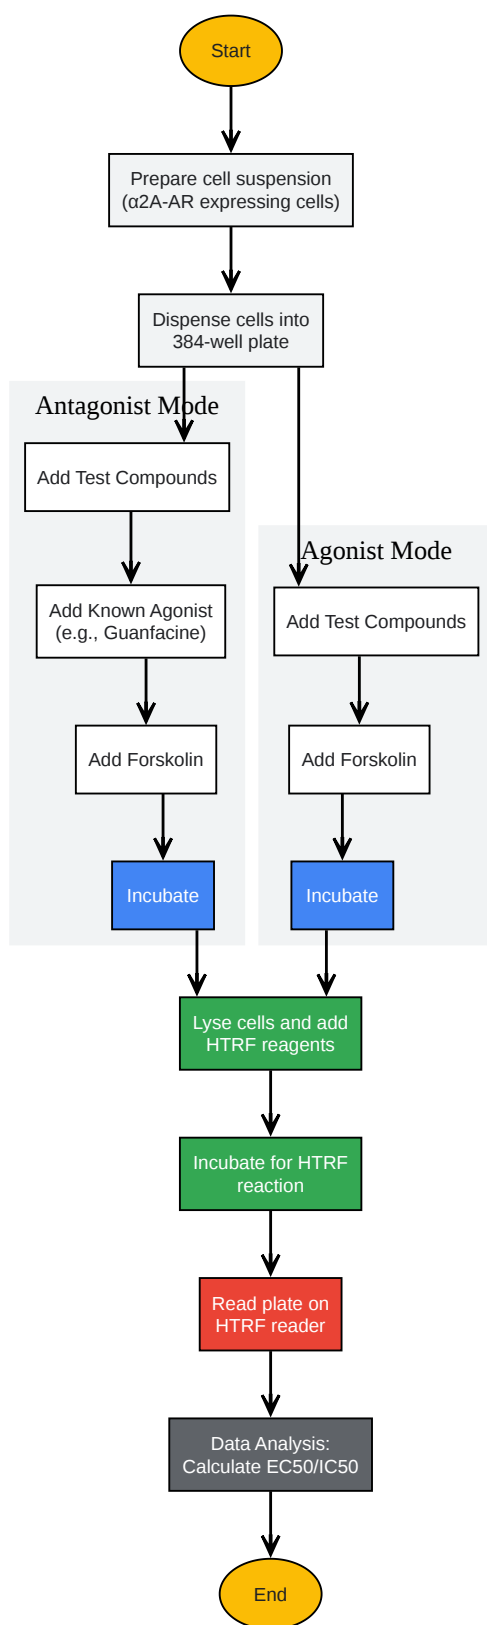 Start
Prepare cell suspension
(α2A-AR expressing cells)
Dispense cells into
384-well plate
Antagonist Mode
Add Test Compounds
Add Known Agonist
(e.g., Guanfacine)
Add Forskolin
Incubate
Agonist Mode
Add Test Compounds
Add Forskolin
Incubate
Lyse cells and add
HTRF reagents
Incubate for HTRF
reaction
Read plate on
HTRF reader
Data Analysis:
Calculate EC50/IC50
End